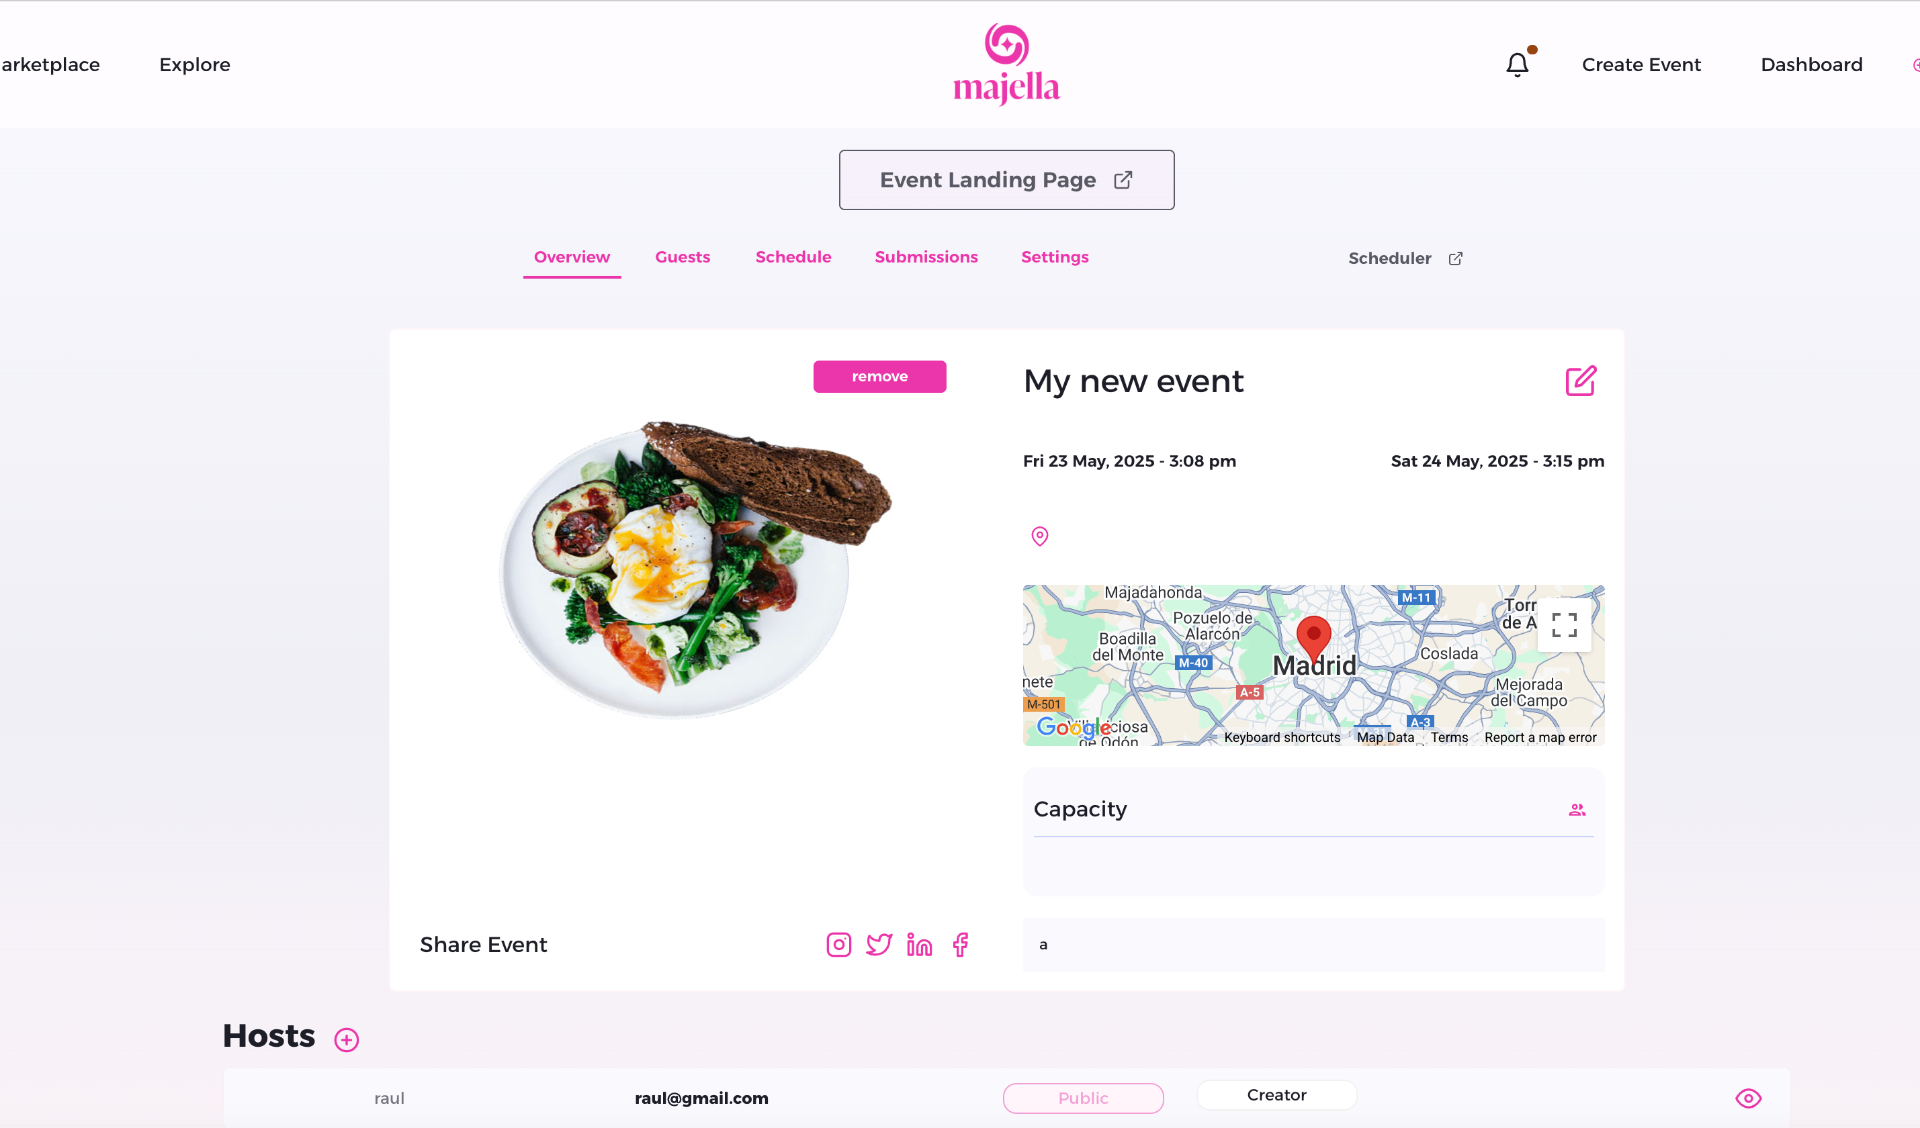 arketplace
Explore
majella
Create Event
Dashboard
Event Landing Page
Overview
Guests
Schedule
Submissions
Settings
Scheduler
remove
My new event
Fri 23 May, 2025 - 3:08 pm
Sat 24 May, 2025 - 3:15 pm
Majadahonda
M-11
Torr
de A
Pozuelo de
Alarcón
Boadilla
del Monte
M-40
Madrid
Coslada
nete
A-5
Mejorada
del Campo
M-501
A-3
Google
ciosa
de Odón
Keyboard shortcuts
Map Data
Terms
Report a map error
Capacity
Share Event
a
Hosts
raul
raul@gmail.com
Public
Creator